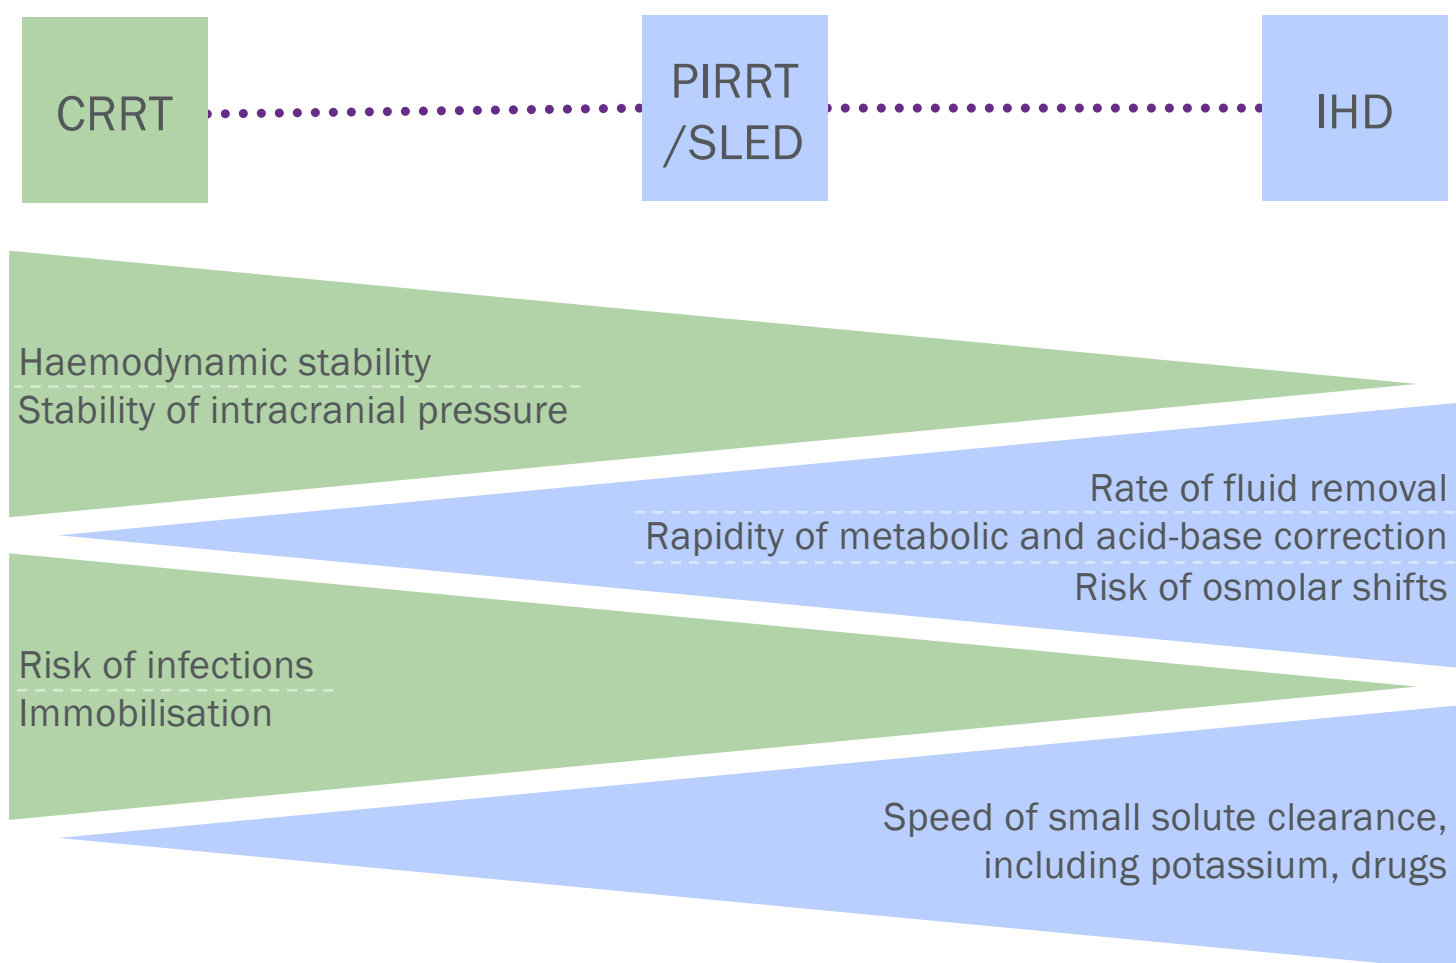 CRRT
PIRRT
/SLED
IHD
Haemodynamic stability
Stability of intracranial pressure
Rate of fluid removal
Rapidity of metabolic and acid-base correction
Risk of osmolar shifts
Risk of infections
Immobilisation
Speed of small solute clearance,
including potassium, drugs